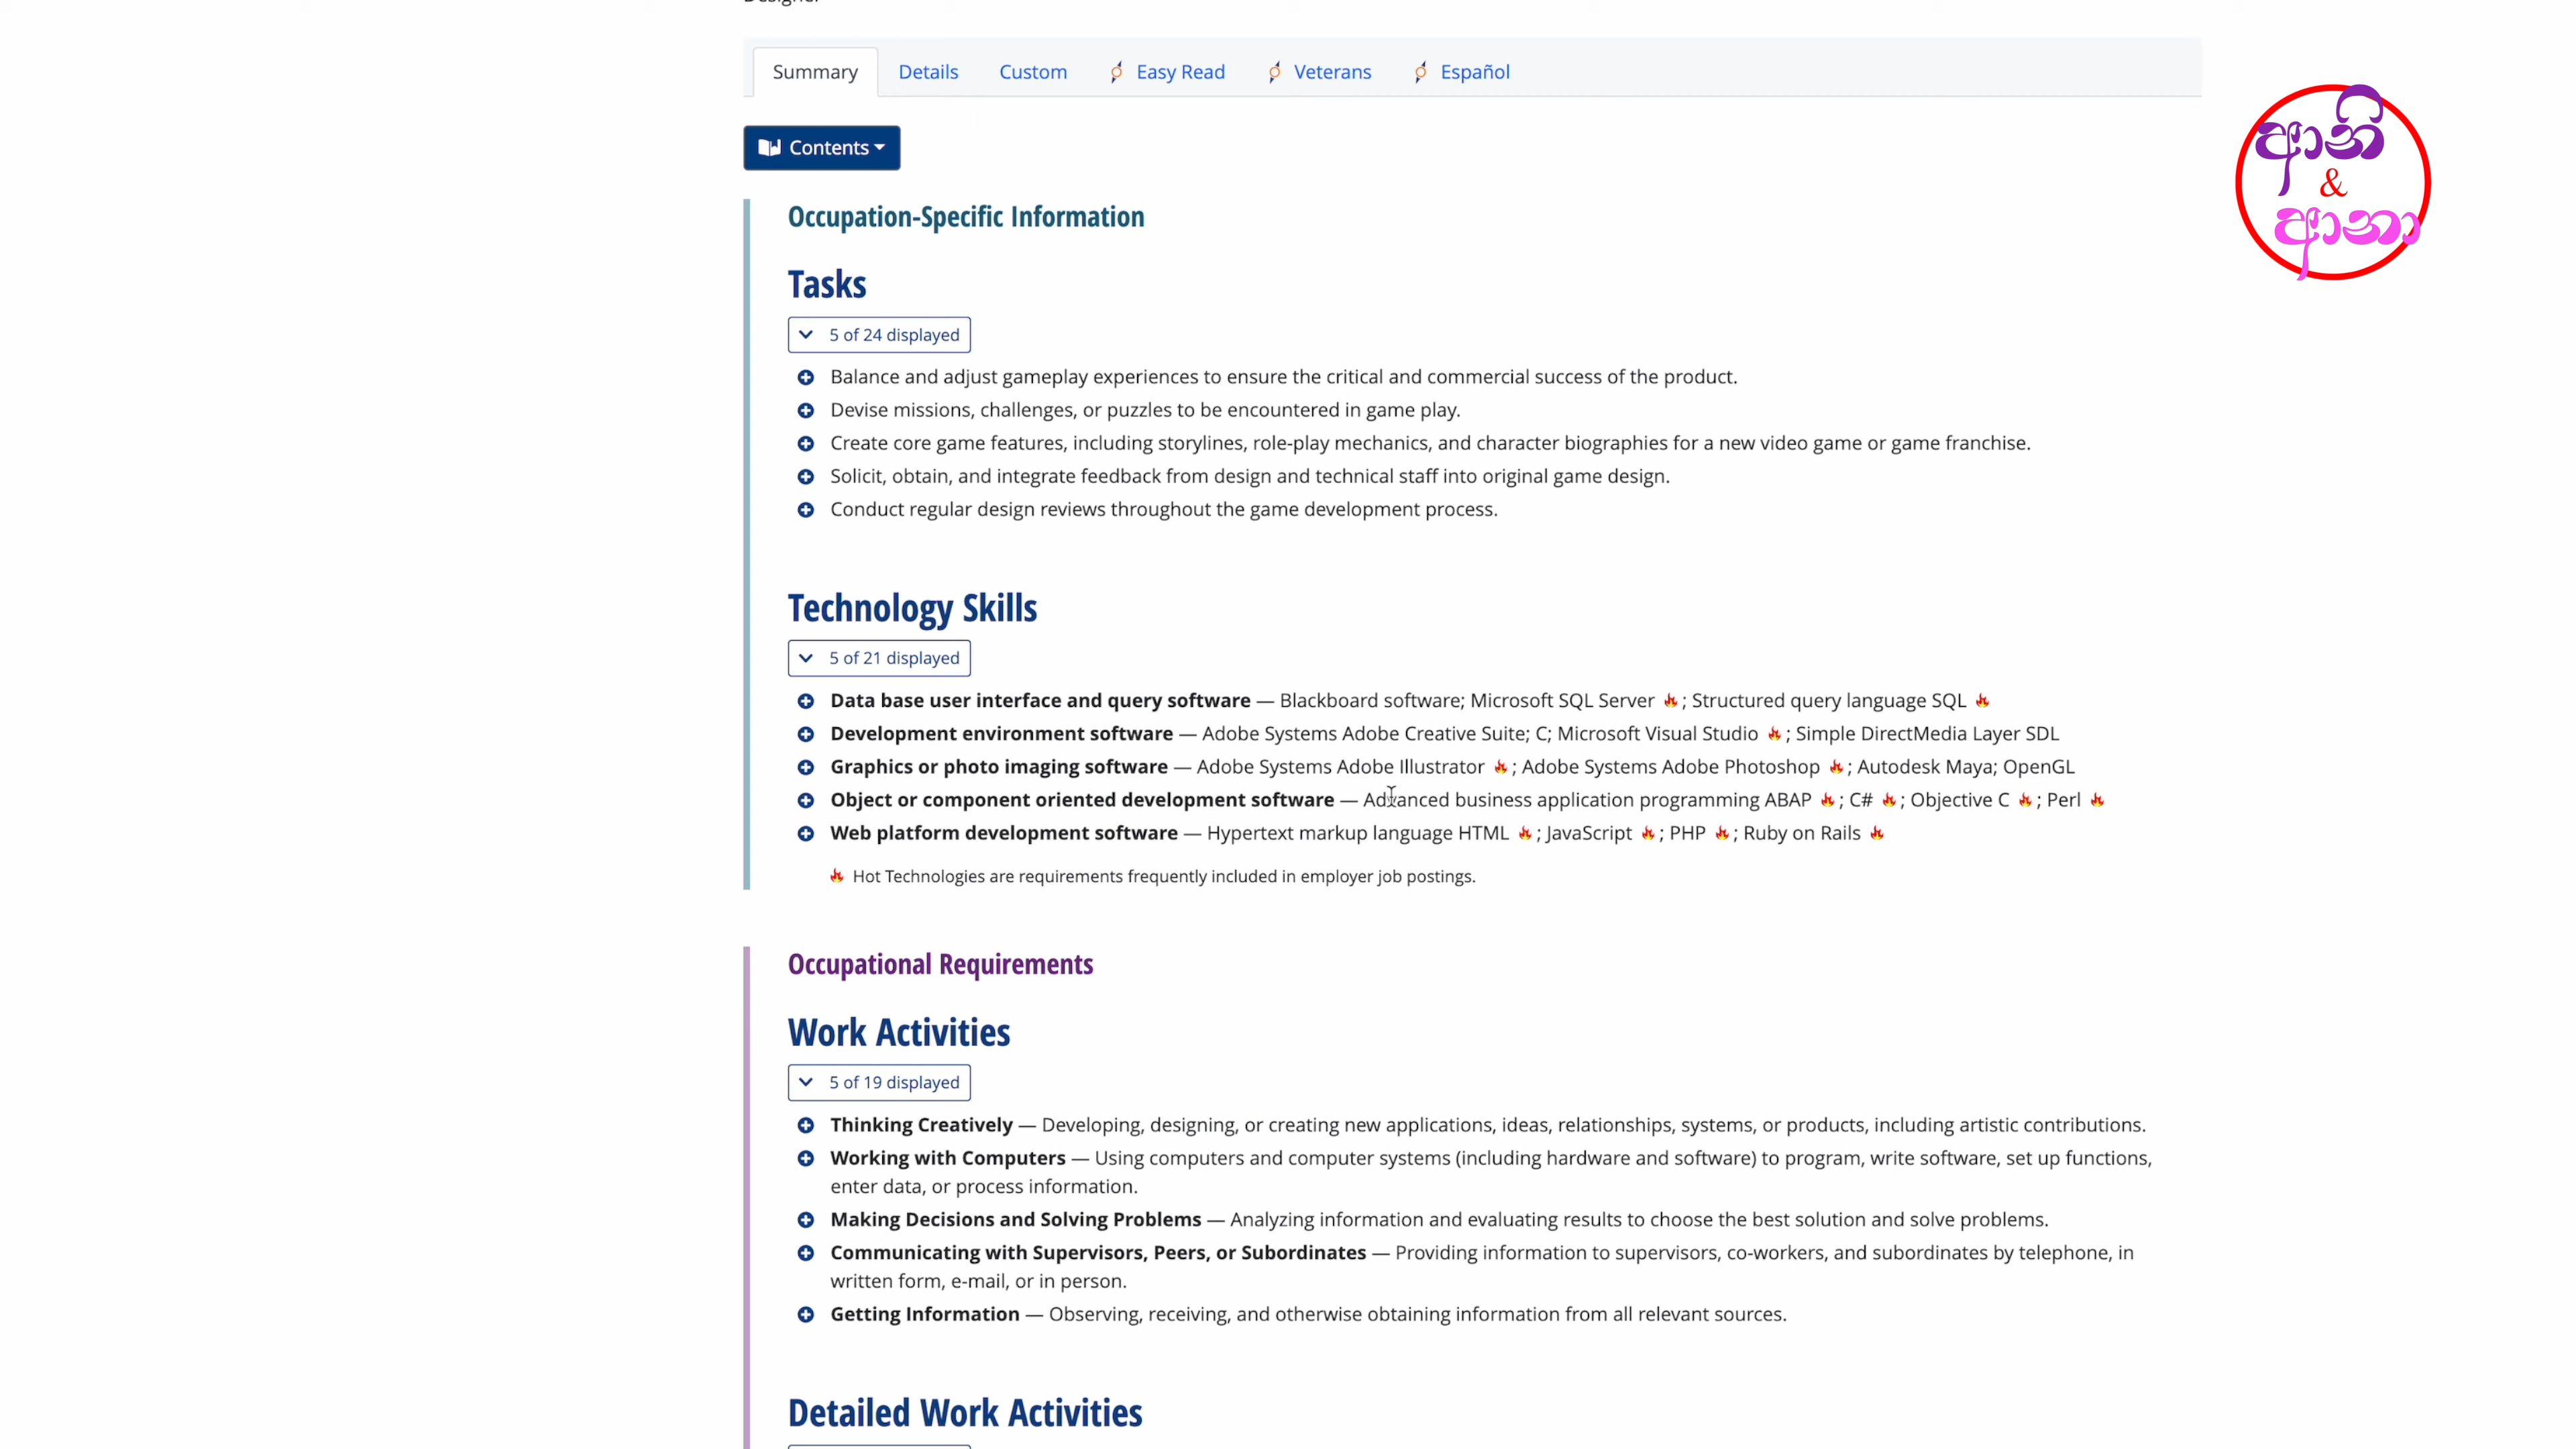 Designer
Summary
Details
Custom
Easy Read
Veterans
Español
Contents
ආති
&
ආනා
Occupation-Specific Information
Tasks
5 of 24 displayed
Balance and adjust gameplay experiences to ensure the critical and commercial success of the product.
Devise missions, challenges, or puzzles to be encountered in game play.
Create core game features, including storylines, role-play mechanics, and character biographies for a new video game or game franchise.
Solicit, obtain, and integrate feedback from design and technical staff into original game design.
Conduct regular design reviews throughout the game development process.
Technology Skills
5 of 21 displayed
Data base user interface and query software — Blackboard software; Microsoft SQL Server 🔥; Structured query language SQL 🔥
Development environment software — Adobe Systems Adobe Creative Suite; C; Microsoft Visual Studio 🔥; Simple DirectMedia Layer SDL
Graphics or photo imaging software — Adobe Systems Adobe Illustrator 🔥; Adobe Systems Adobe Photoshop 🔥; Autodesk Maya; OpenGL
Object or component oriented development software — Advanced business application programming ABAP 🔥; C# 🔥; Objective C 🔥; Perl 🔥
Web platform development software — Hypertext markup language HTML 🔥; JavaScript 🔥; PHP 🔥; Ruby on Rails 🔥
🔥 Hot Technologies are requirements frequently included in employer job postings.
Occupational Requirements
Work Activities
5 of 19 displayed
Thinking Creatively — Developing, designing, or creating new applications, ideas, relationships, systems, or products, including artistic contributions.
Working with Computers — Using computers and computer systems (including hardware and software) to program, write software, set up functions,
enter data, or process information.
Making Decisions and Solving Problems — Analyzing information and evaluating results to choose the best solution and solve problems.
Communicating with Supervisors, Peers, or Subordinates — Providing information to supervisors, co-workers, and subordinates by telephone, in
written form, e-mail, or in person.
Getting Information — Observing, receiving, and otherwise obtaining information from all relevant sources.
Detailed Work Activities